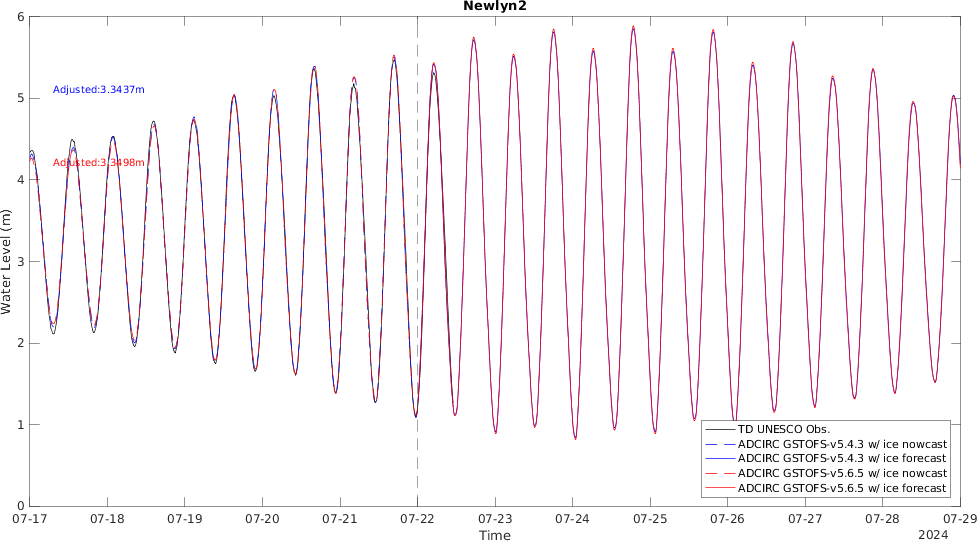 Newlyn2
6
5
4
3
2
1
0
Water Level (m)
Adjusted:3.3437m
Adjusted:3.3498m
TD UNESCO Obs.
ADCIRC GSTOFS-v5.4.3 w/ ice nowcast
ADCIRC GSTOFS-v5.4.3 w/ ice forecast
ADCIRC GSTOFS-v5.6.5 w/ ice nowcast
ADCIRC GSTOFS-v5.6.5 w/ ice forecast
07-17 07-18 07-19 07-20 07-21 07-22 07-23 07-24 07-25 07-26 07-27 07-28 07-29
Time
2024